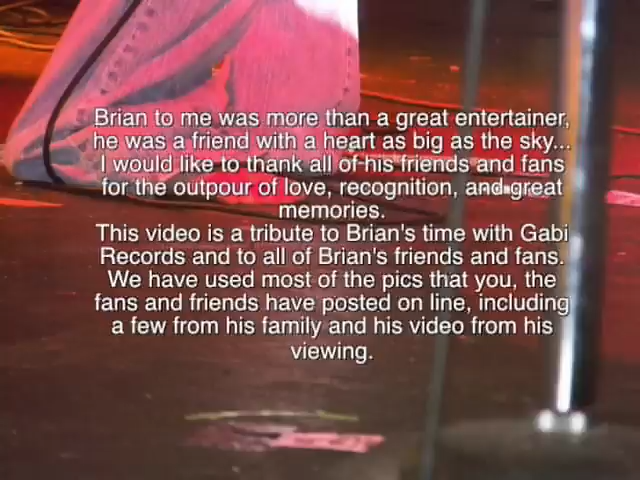 Brian to me was more than a great entertainer,
he was a friend with a heart as big as the sky...
I would like to thank all of his friends and fans
for the outpour of love, recognition, and great
memories.
This video is a tribute to Brian's time with Gabi
Records and to all of Brian's friends and fans.
We have used most of the pics that you, the
fans and friends have posted on line, including
a few from his family and his video from his
viewing.